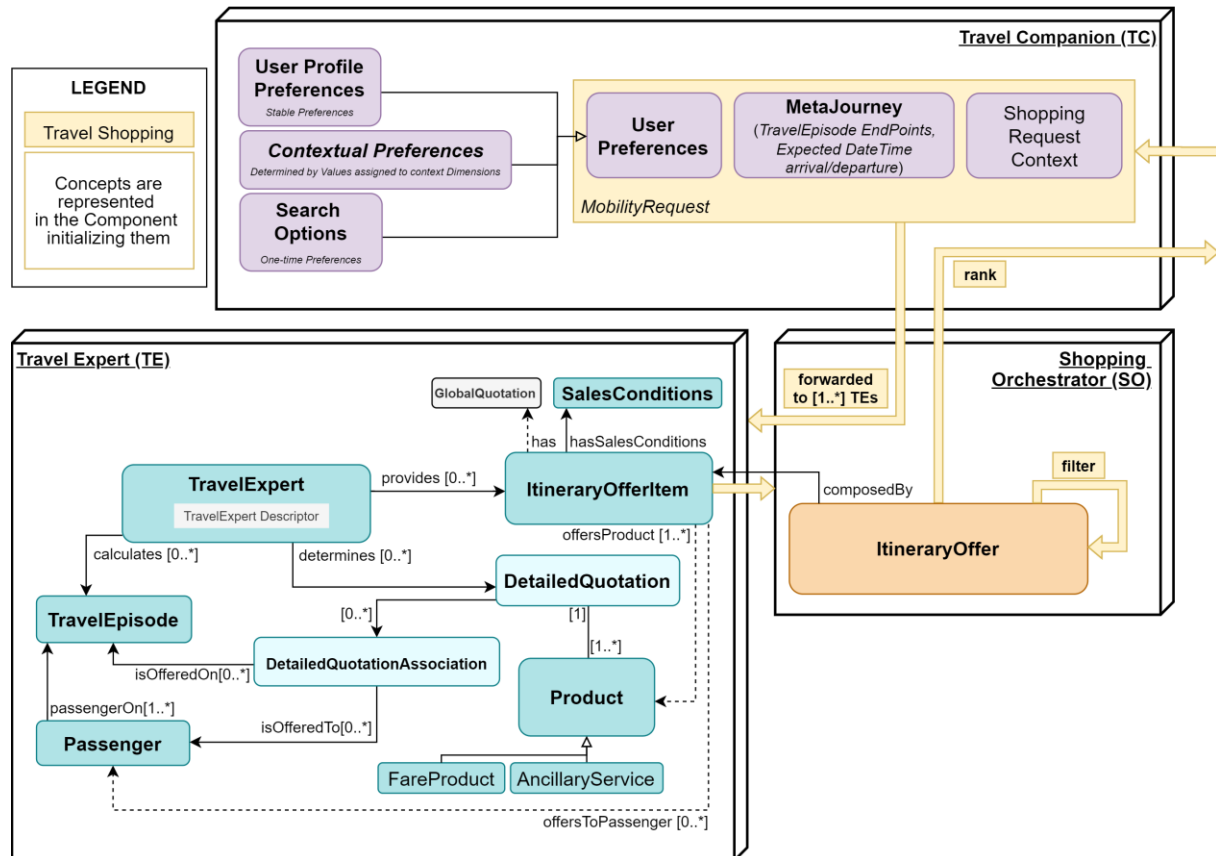 Travel Companion (TC)
LEGEND
Travel Shopping
Concepts are
represented
in the Component
initializing them
User Profile
Preferences
Stable Preferences
Contextual Preferences
Determined by Values assigned to context Dimensions
Search
Options
One-time Preferences
User
Preferences
MetaJourney
(TravelEpisode EndPoints,
Expected DateTime
arrival/departure)
Shopping
Request
Context
MobilityRequest
rank
forwarded
to [1..*] TEs
Travel Expert (TE)
GlobalQuotation
SalesConditions
has
hasSalesConditions
TravelExpert
TravelExpert Descriptor
provides [0..*]
ItineraryOfferItem
calculates [0..*]
determines [0..*]
offersProduct [1..*]
DetailedQuotation
TravelEpisode
[0..*]
[1]
[1..*]
DetailedQuotationAssociation
isOfferedOn[0..*]
Product
passengerOn[1..*]
isOfferedTo[0..*]
Passenger
FareProduct
AncillaryService
offersToPassenger [0..*]
Shopping
Orchestrator (SO)
filter
composedBy
ItineraryOffer